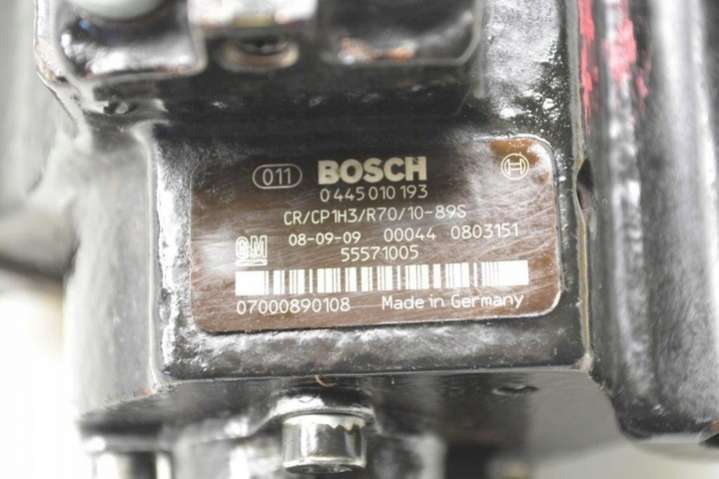 011 BOSCH
0 445 010 193
CR/CP1H3/R70/10-89S
GM 08-09-09 00044 0803151
55571005
07000890108 Made in Germany